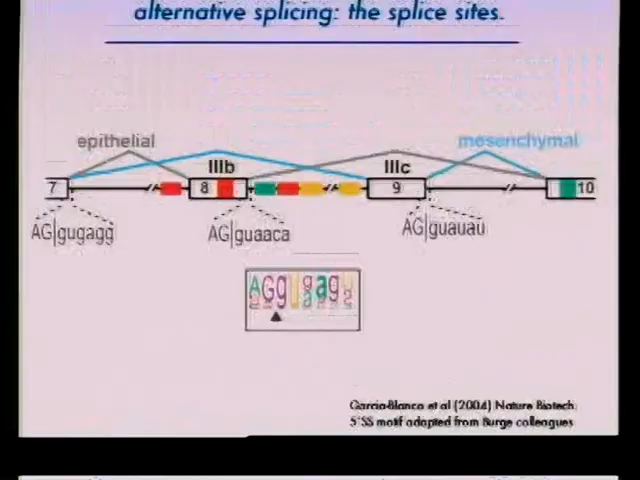 alternative splicing: the splice sites.
epithelial
mesenchymal
IIIb
IIIc
7
8
9
10
AG|gugagg
AG|guaaca
AG|guauau
Garcia-Blanco et al (2004) Nature Biotech.
5'SS motif adapted from Burge colleagues